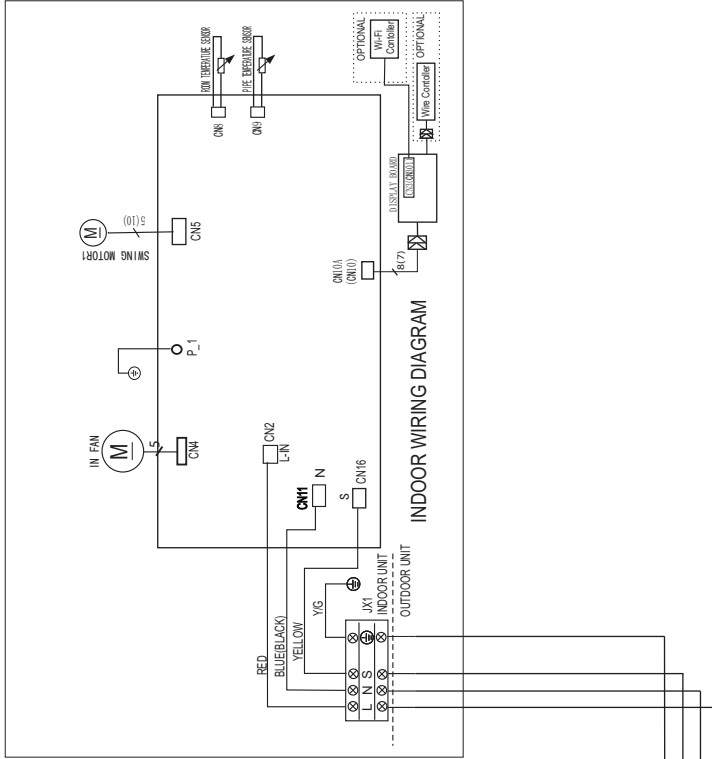 INDOOR WIRING DIAGRAM
IN FAN
M
5
CN4
P_1
SWING MOTOR1
M
5(10)
CN5
ROOM TEMPERATURE SENSOR
CN8
PIPE TEMPERATURE SENSOR
CN9
CN2
L-IN
CN11
N
S
CN16
CN10A
(CN10)
8(7)
DISPLAY BOARD
OPTIONAL
Wi-Fi
Contoller
OPTIONAL
Wire Contoller
RED
BLUE(BLACK)
YELLOW
Y/G
JX1
INDOOR UNIT
OUTDOOR UNIT
L N S